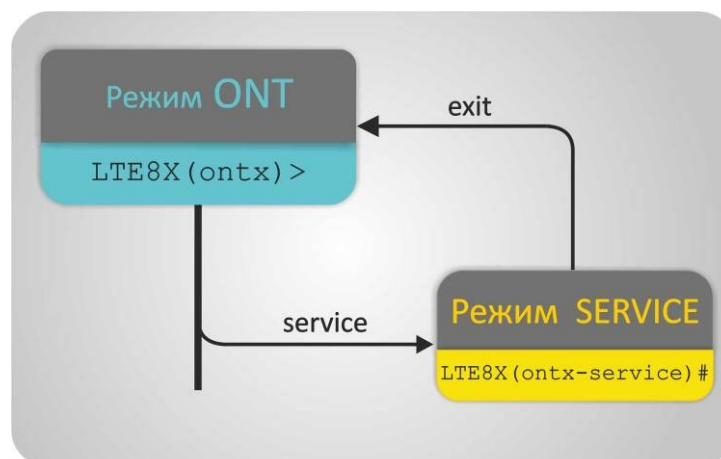 Режим ONT
LTE8X(ontx)>
exit
service
Режим SERVICE
LTE8X(ontx-service)#